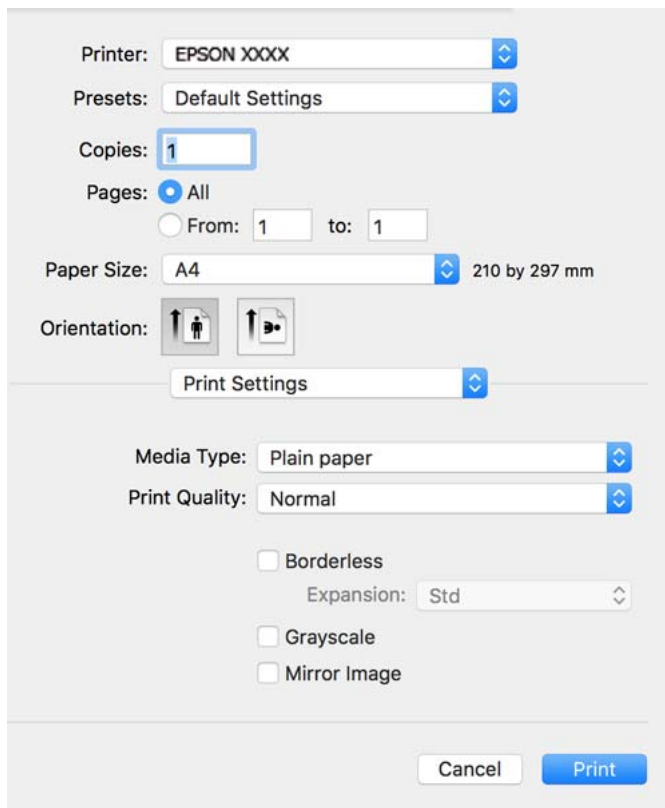 Printer: EPSON XXXX
Presets: Default Settings
Copies: 1
Pages: All
From: 1 to: 1
Paper Size: A4 210 by 297 mm
Orientation:
Print Settings
Media Type: Plain paper
Print Quality: Normal
Borderless
Expansion: Std
Grayscale
Mirror Image
Cancel Print